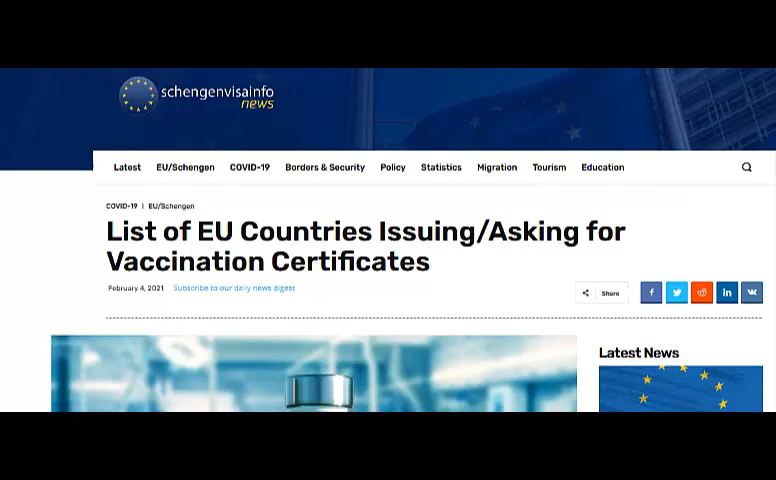 schengenvisainfo
news
Latest EU/Schengen COVID-19 Borders & Security Policy Statistics Migration Tourism Education
COVID-19 | EU/Schengen
List of EU Countries Issuing/Asking for
Vaccination Certificates
February 4, 2021 Subscribe to our daily news digest
Share
Latest News